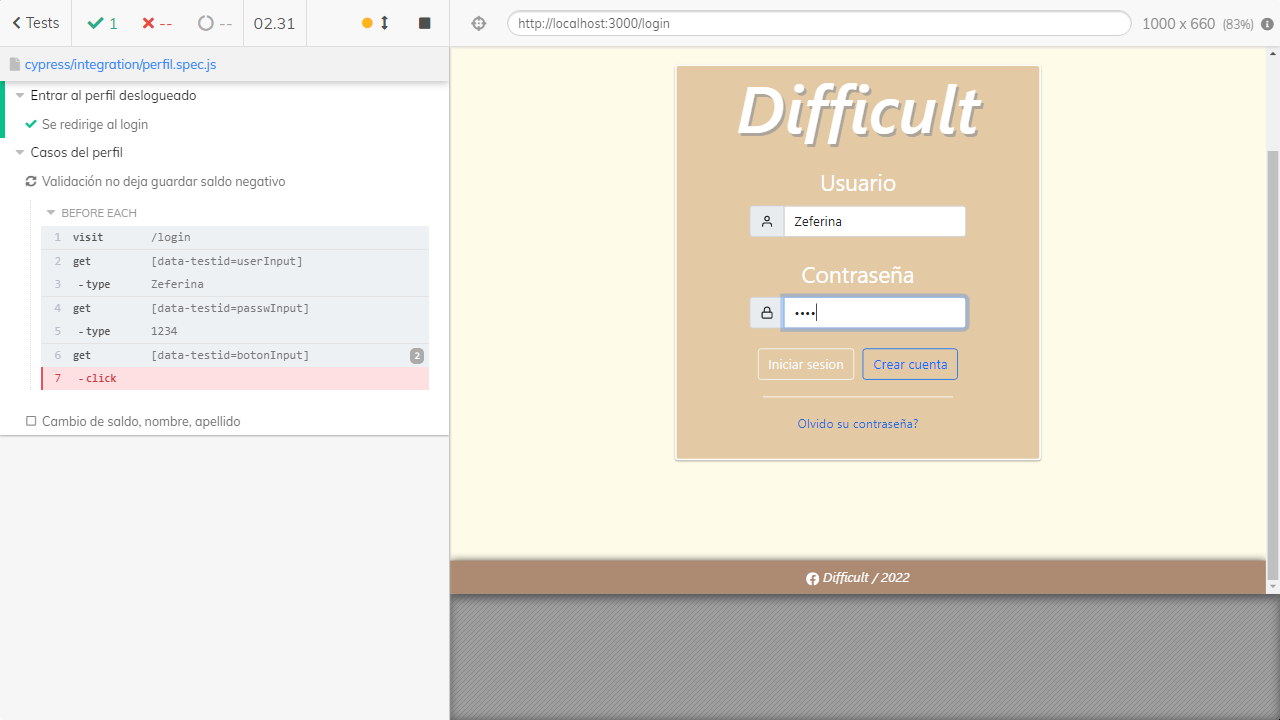 Tests
1
--
--
02.31
http://localhost:3000/login
1000 x 660 (83%)
cypress/integration/perfil.spec.js
Entrar al perfil deslogueado
Se redirige al login
Casos del perfil
Validación no deja guardar saldo negativo
BEFORE EACH
1 visit /login
2 get [data-testid=userInput]
3 -type Zeferina
4 get [data-testid=passwInput]
5 -type 1234
6 get [data-testid=botonInput] 2
7 -click
Cambio de saldo, nombre, apellido
Difficult
Usuario
Zeferina
Contraseña
••••
Iniciar sesion
Crear cuenta
Olvido su contraseña?
Difficult / 2022